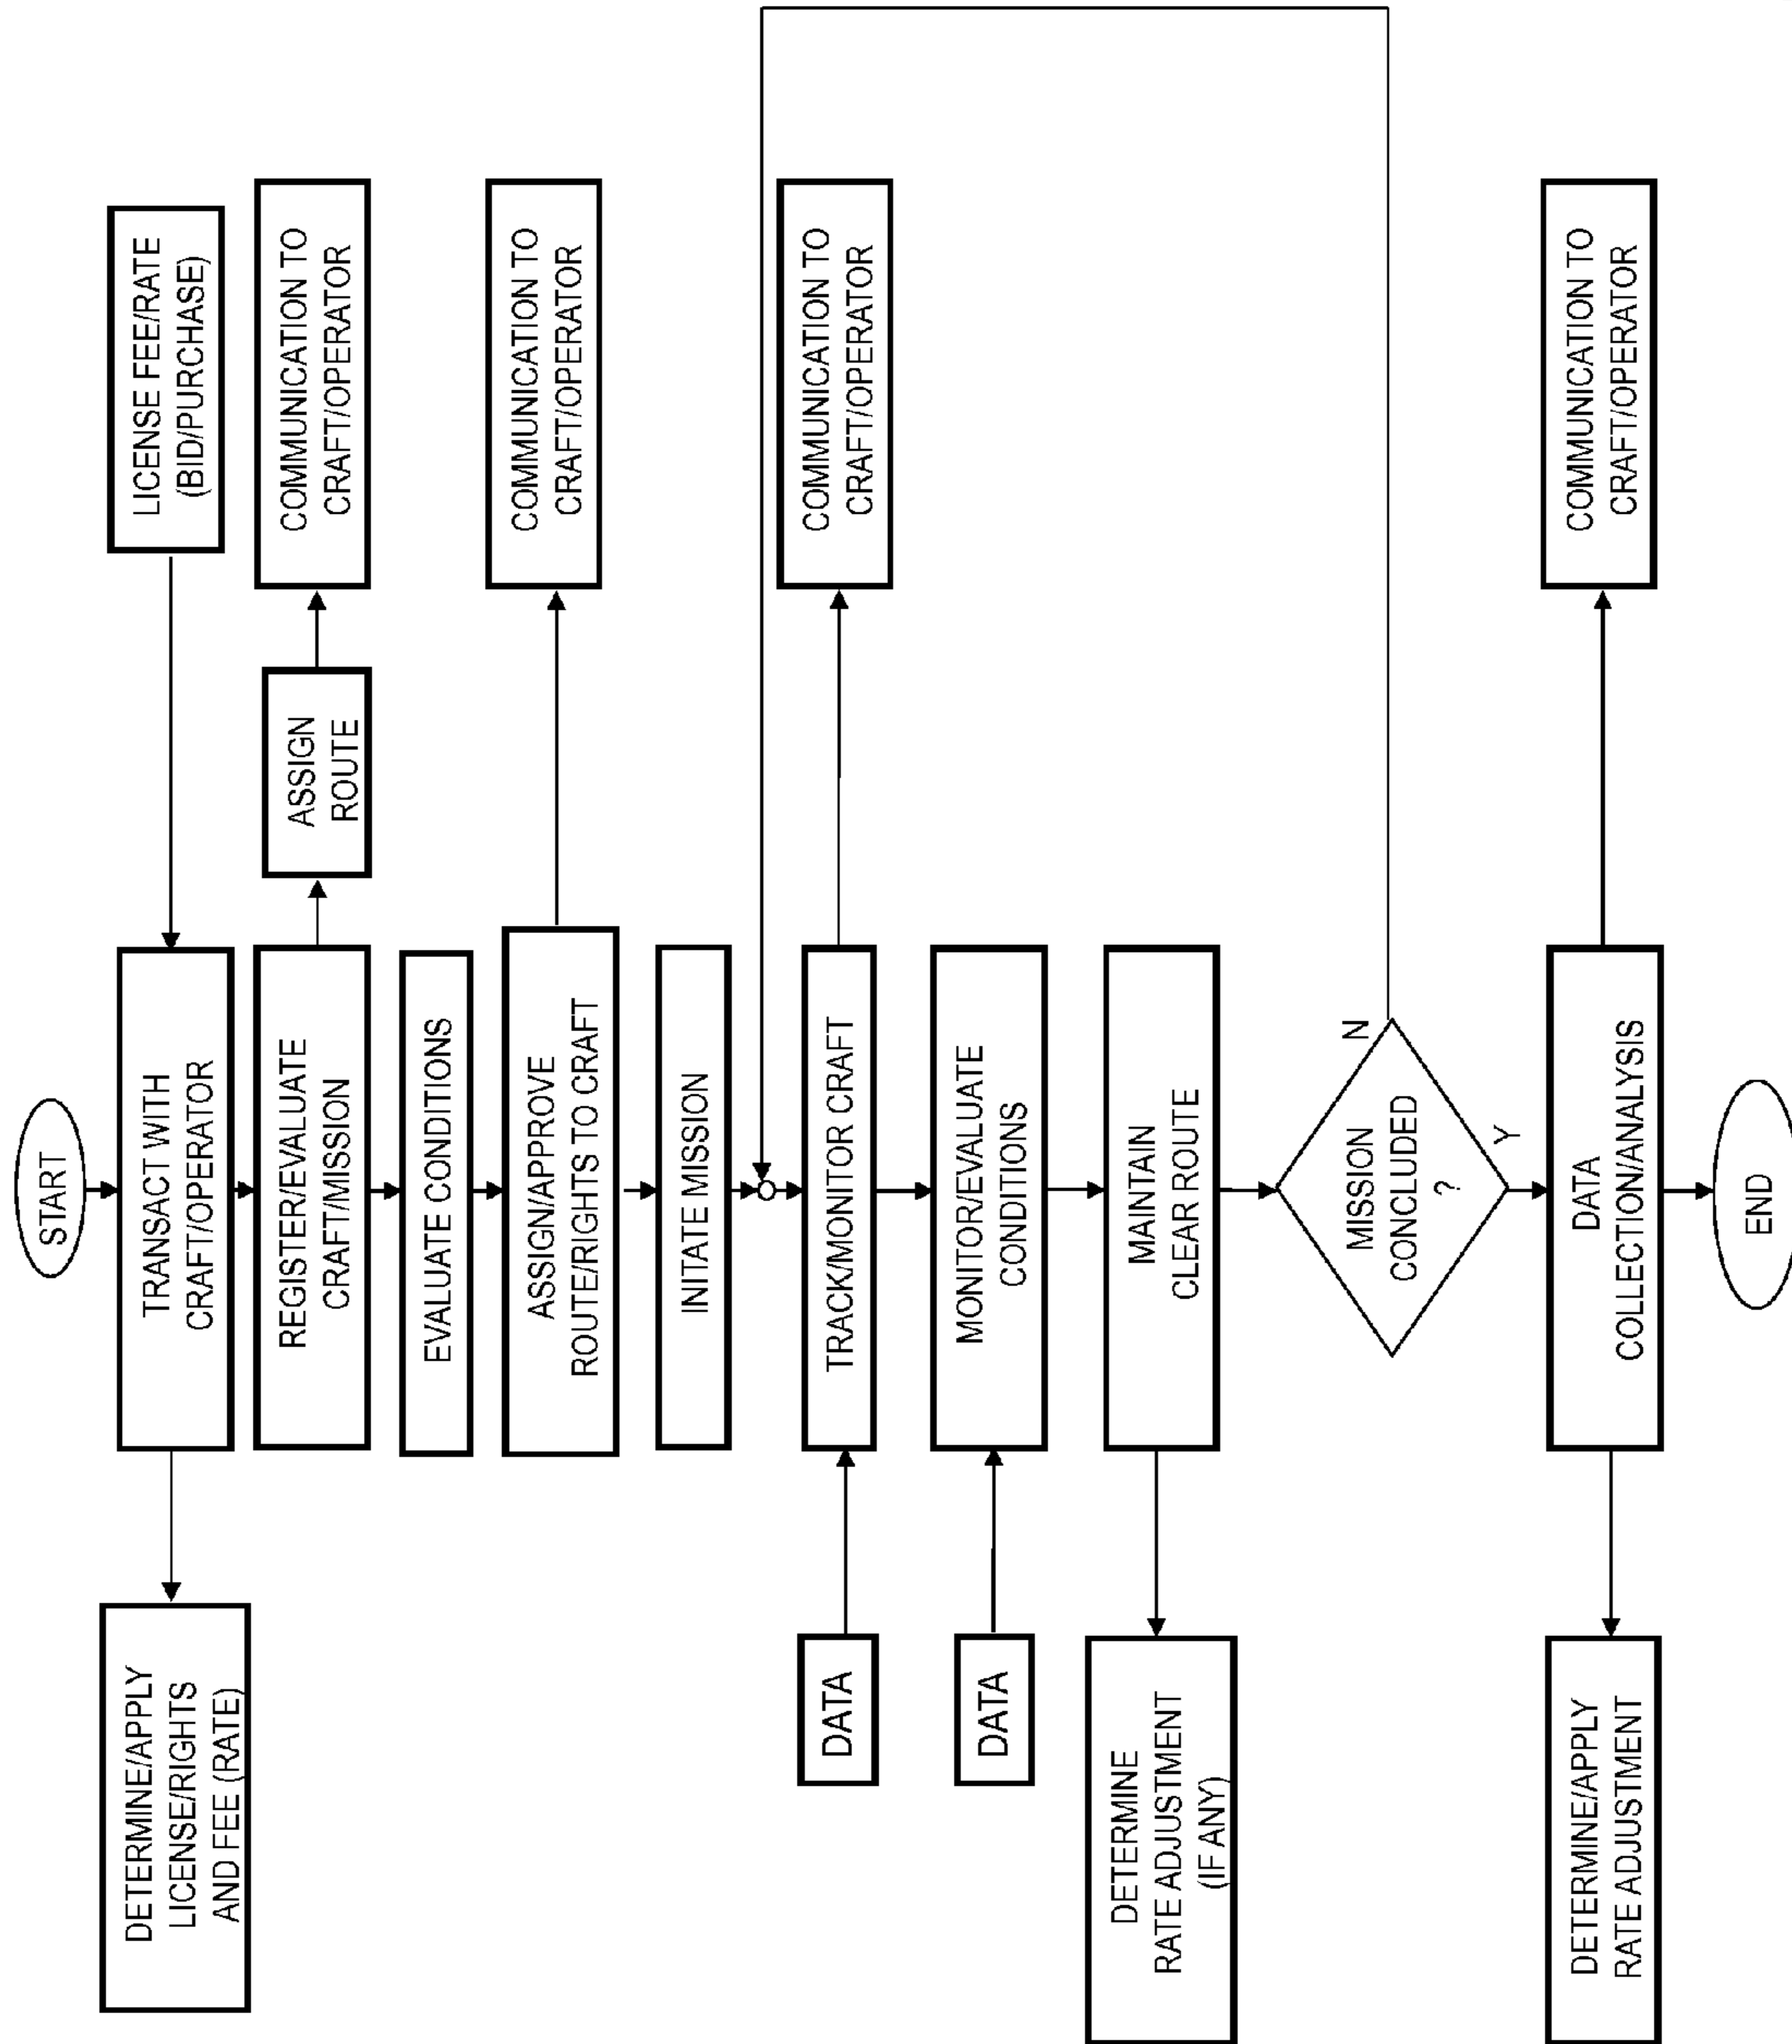 START
DETERMINE/APPLY
LICENSE/RIGHTS
AND FEE (RATE)
TRANSACT WITH
CRAFT/OPERATOR
LICENSE FEE/RATE
(BID/PURCHASE)
REGISTER/EVALUATE
CRAFT/MISSION
ASSIGN
ROUTE
COMMUNICATION TO
CRAFT/OPERATOR
EVALUATE CONDITIONS
ASSIGN/APPROVE
ROUTE/RIGHTS TO CRAFT
COMMUNICATION TO
CRAFT/OPERATOR
INITATE MISSION
DATA
TRACK/MONITOR CRAFT
COMMUNICATION TO
CRAFT/OPERATOR
DATA
MONITOR/EVALUATE
CONDITIONS
DETERMINE
RATE ADJUSTMENT
(IF ANY)
MAINTAIN
CLEAR ROUTE
MISSION
CONCLUDED
?
N
Y
DETERMINE/APPLY
RATE ADJUSTMENT
DATA
COLLECTION/ANALYSIS
COMMUNICATION TO
CRAFT/OPERATOR
END